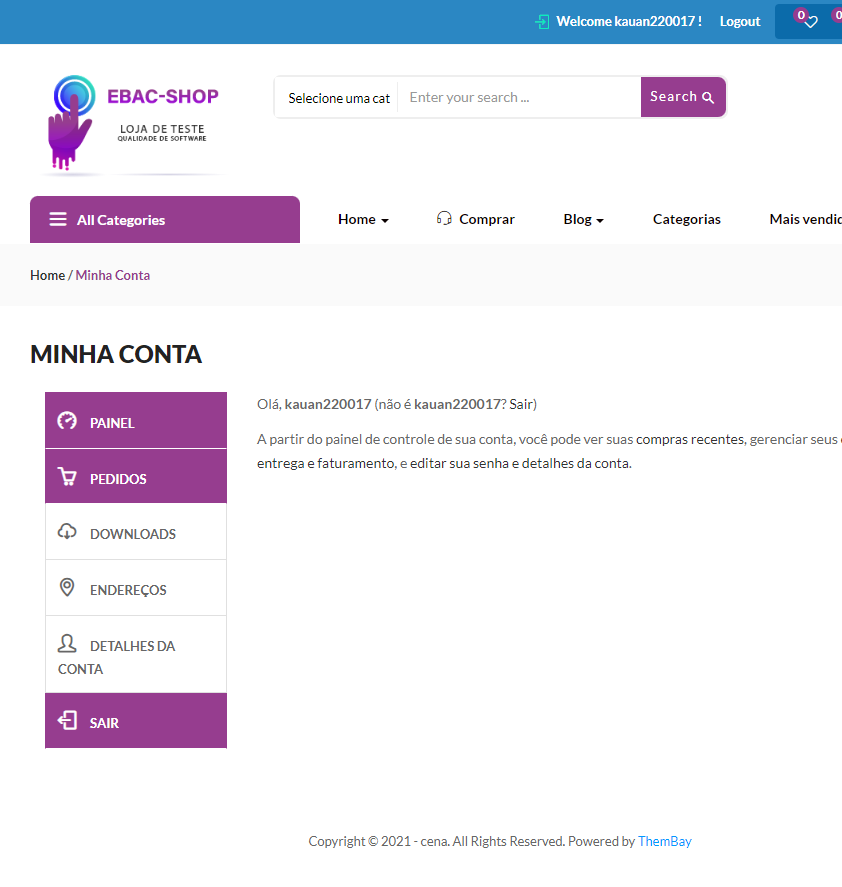 Welcome kauan220017 ! Logout 0 0
EBAC-SHOP
LOJA DE TESTE
QUALIDADE DE SOFTWARE
Selecione uma cat Enter your search ... Search
All Categories Home Comprar Blog Categorias Mais vendid
Home / Minha Conta
MINHA CONTA
PAINEL
PEDIDOS
DOWNLOADS
ENDEREÇOS
DETALHES DA
CONTA
SAIR
Olá, kauan220017 (não é kauan220017? Sair)
A partir do painel de controle de sua conta, você pode ver suas compras recentes, gerenciar seus
entrega e faturamento, e editar sua senha e detalhes da conta.
Copyright © 2021 - cena. All Rights Reserved. Powered by ThemBay